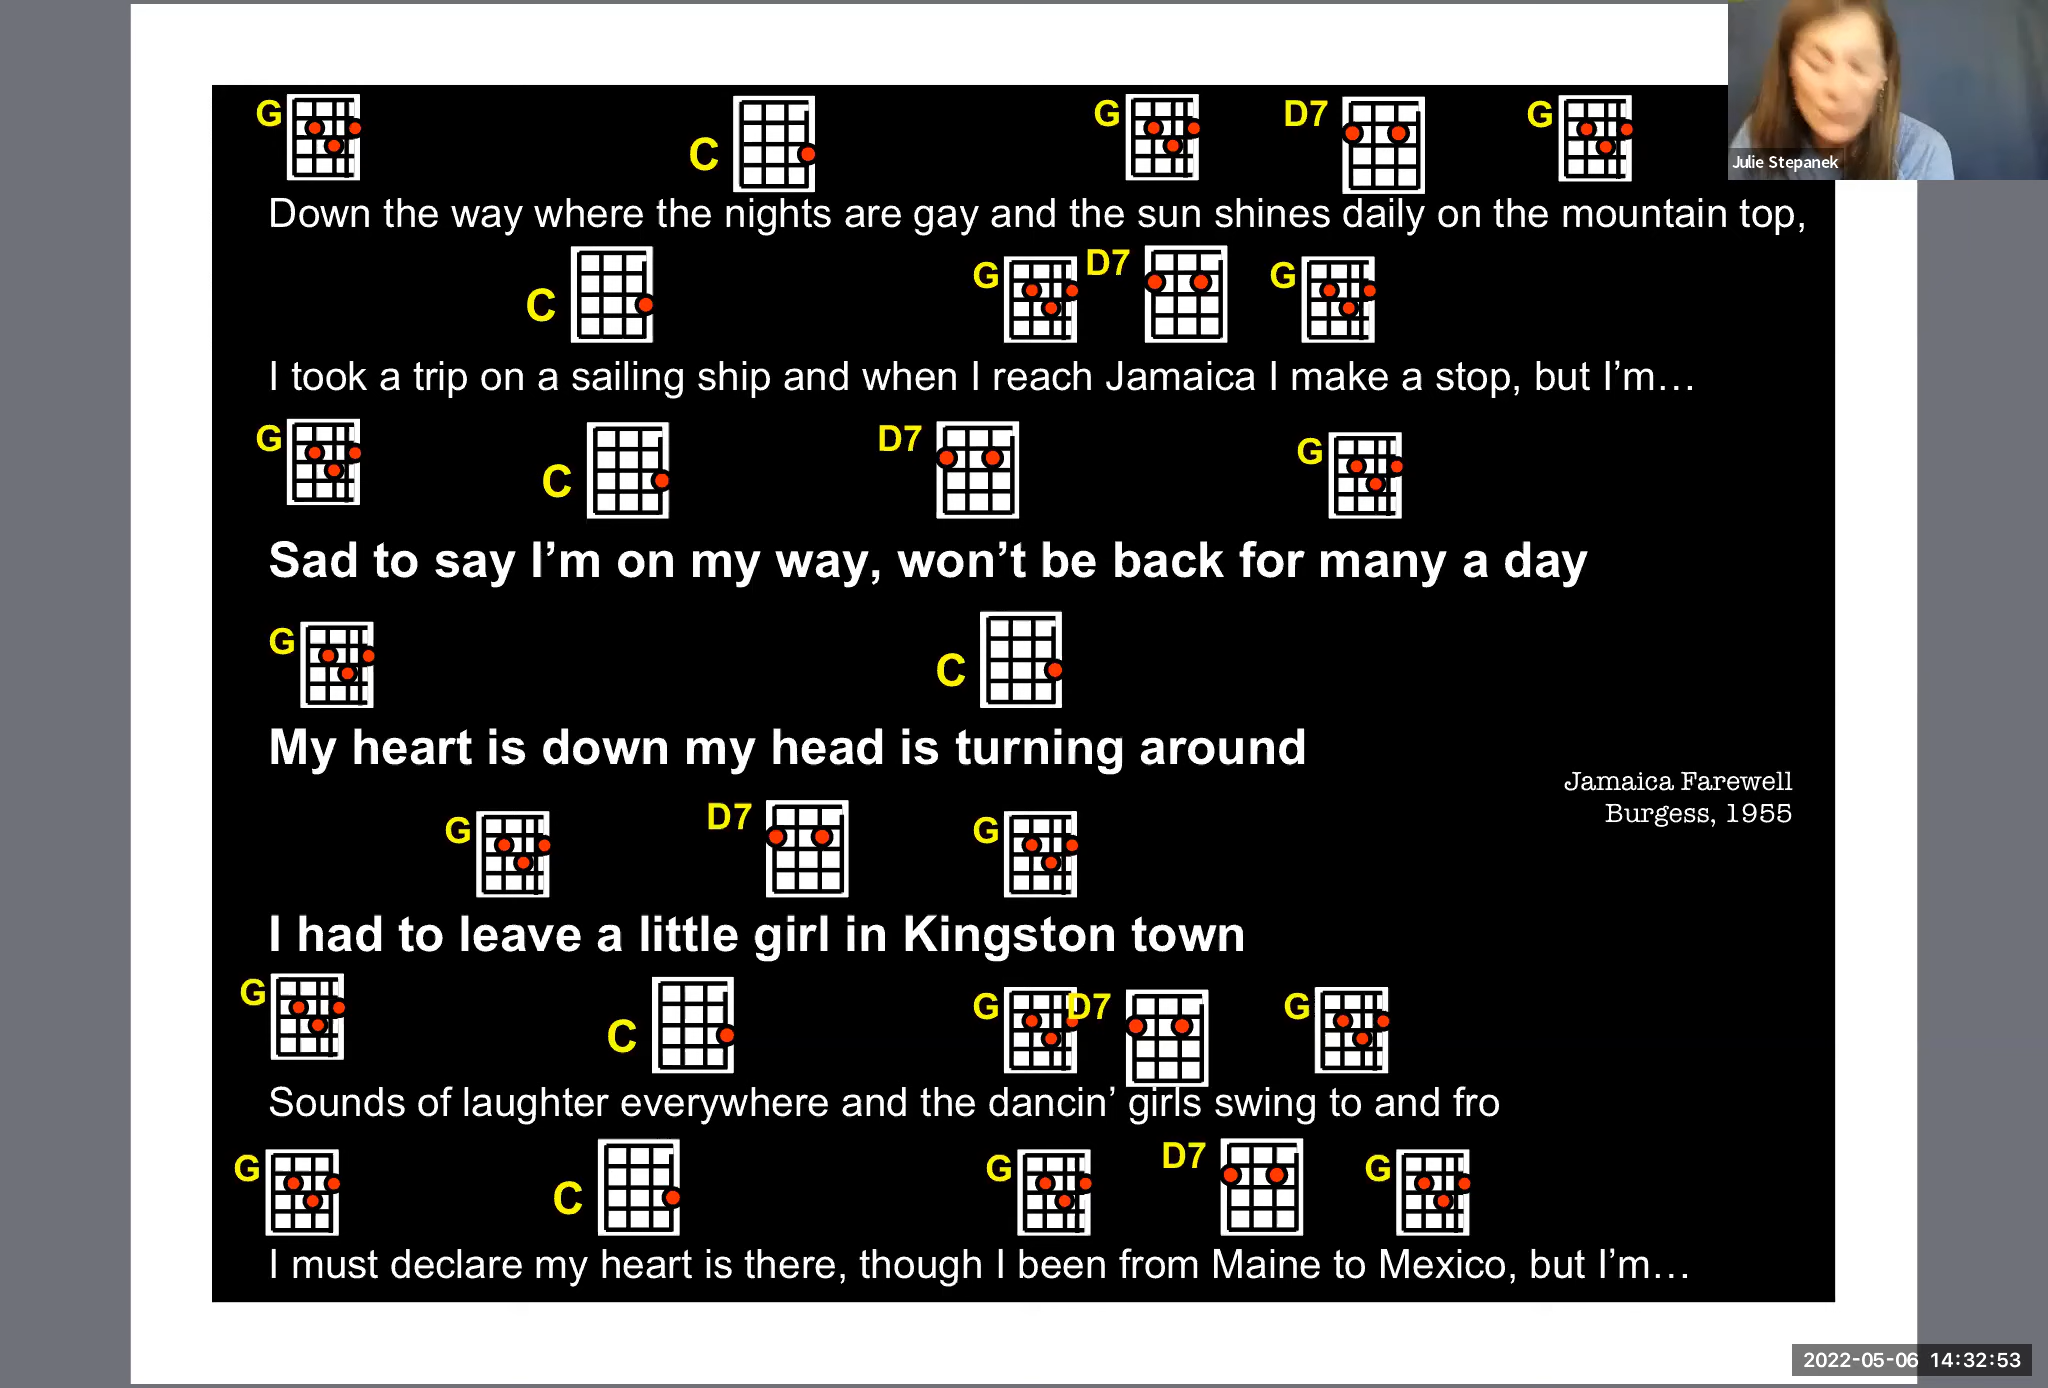 G C G D7 G
Julie Stepanek
Down the way where the nights are gay and the sun shines daily on the mountain top,
C G D7 G
I took a trip on a sailing ship and when I reach Jamaica I make a stop, but I’m…
G C D7 G
Sad to say I’m on my way, won’t be back for many a day
G C
My heart is down my head is turning around
Jamaica Farewell
Burgess, 1955
G D7 G
I had to leave a little girl in Kingston town
G C G D7 G
Sounds of laughter everywhere and the dancin’ girls swing to and fro
G C G D7 G
I must declare my heart is there, though I been from Maine to Mexico, but I’m…
2022-05-06 14:32:53